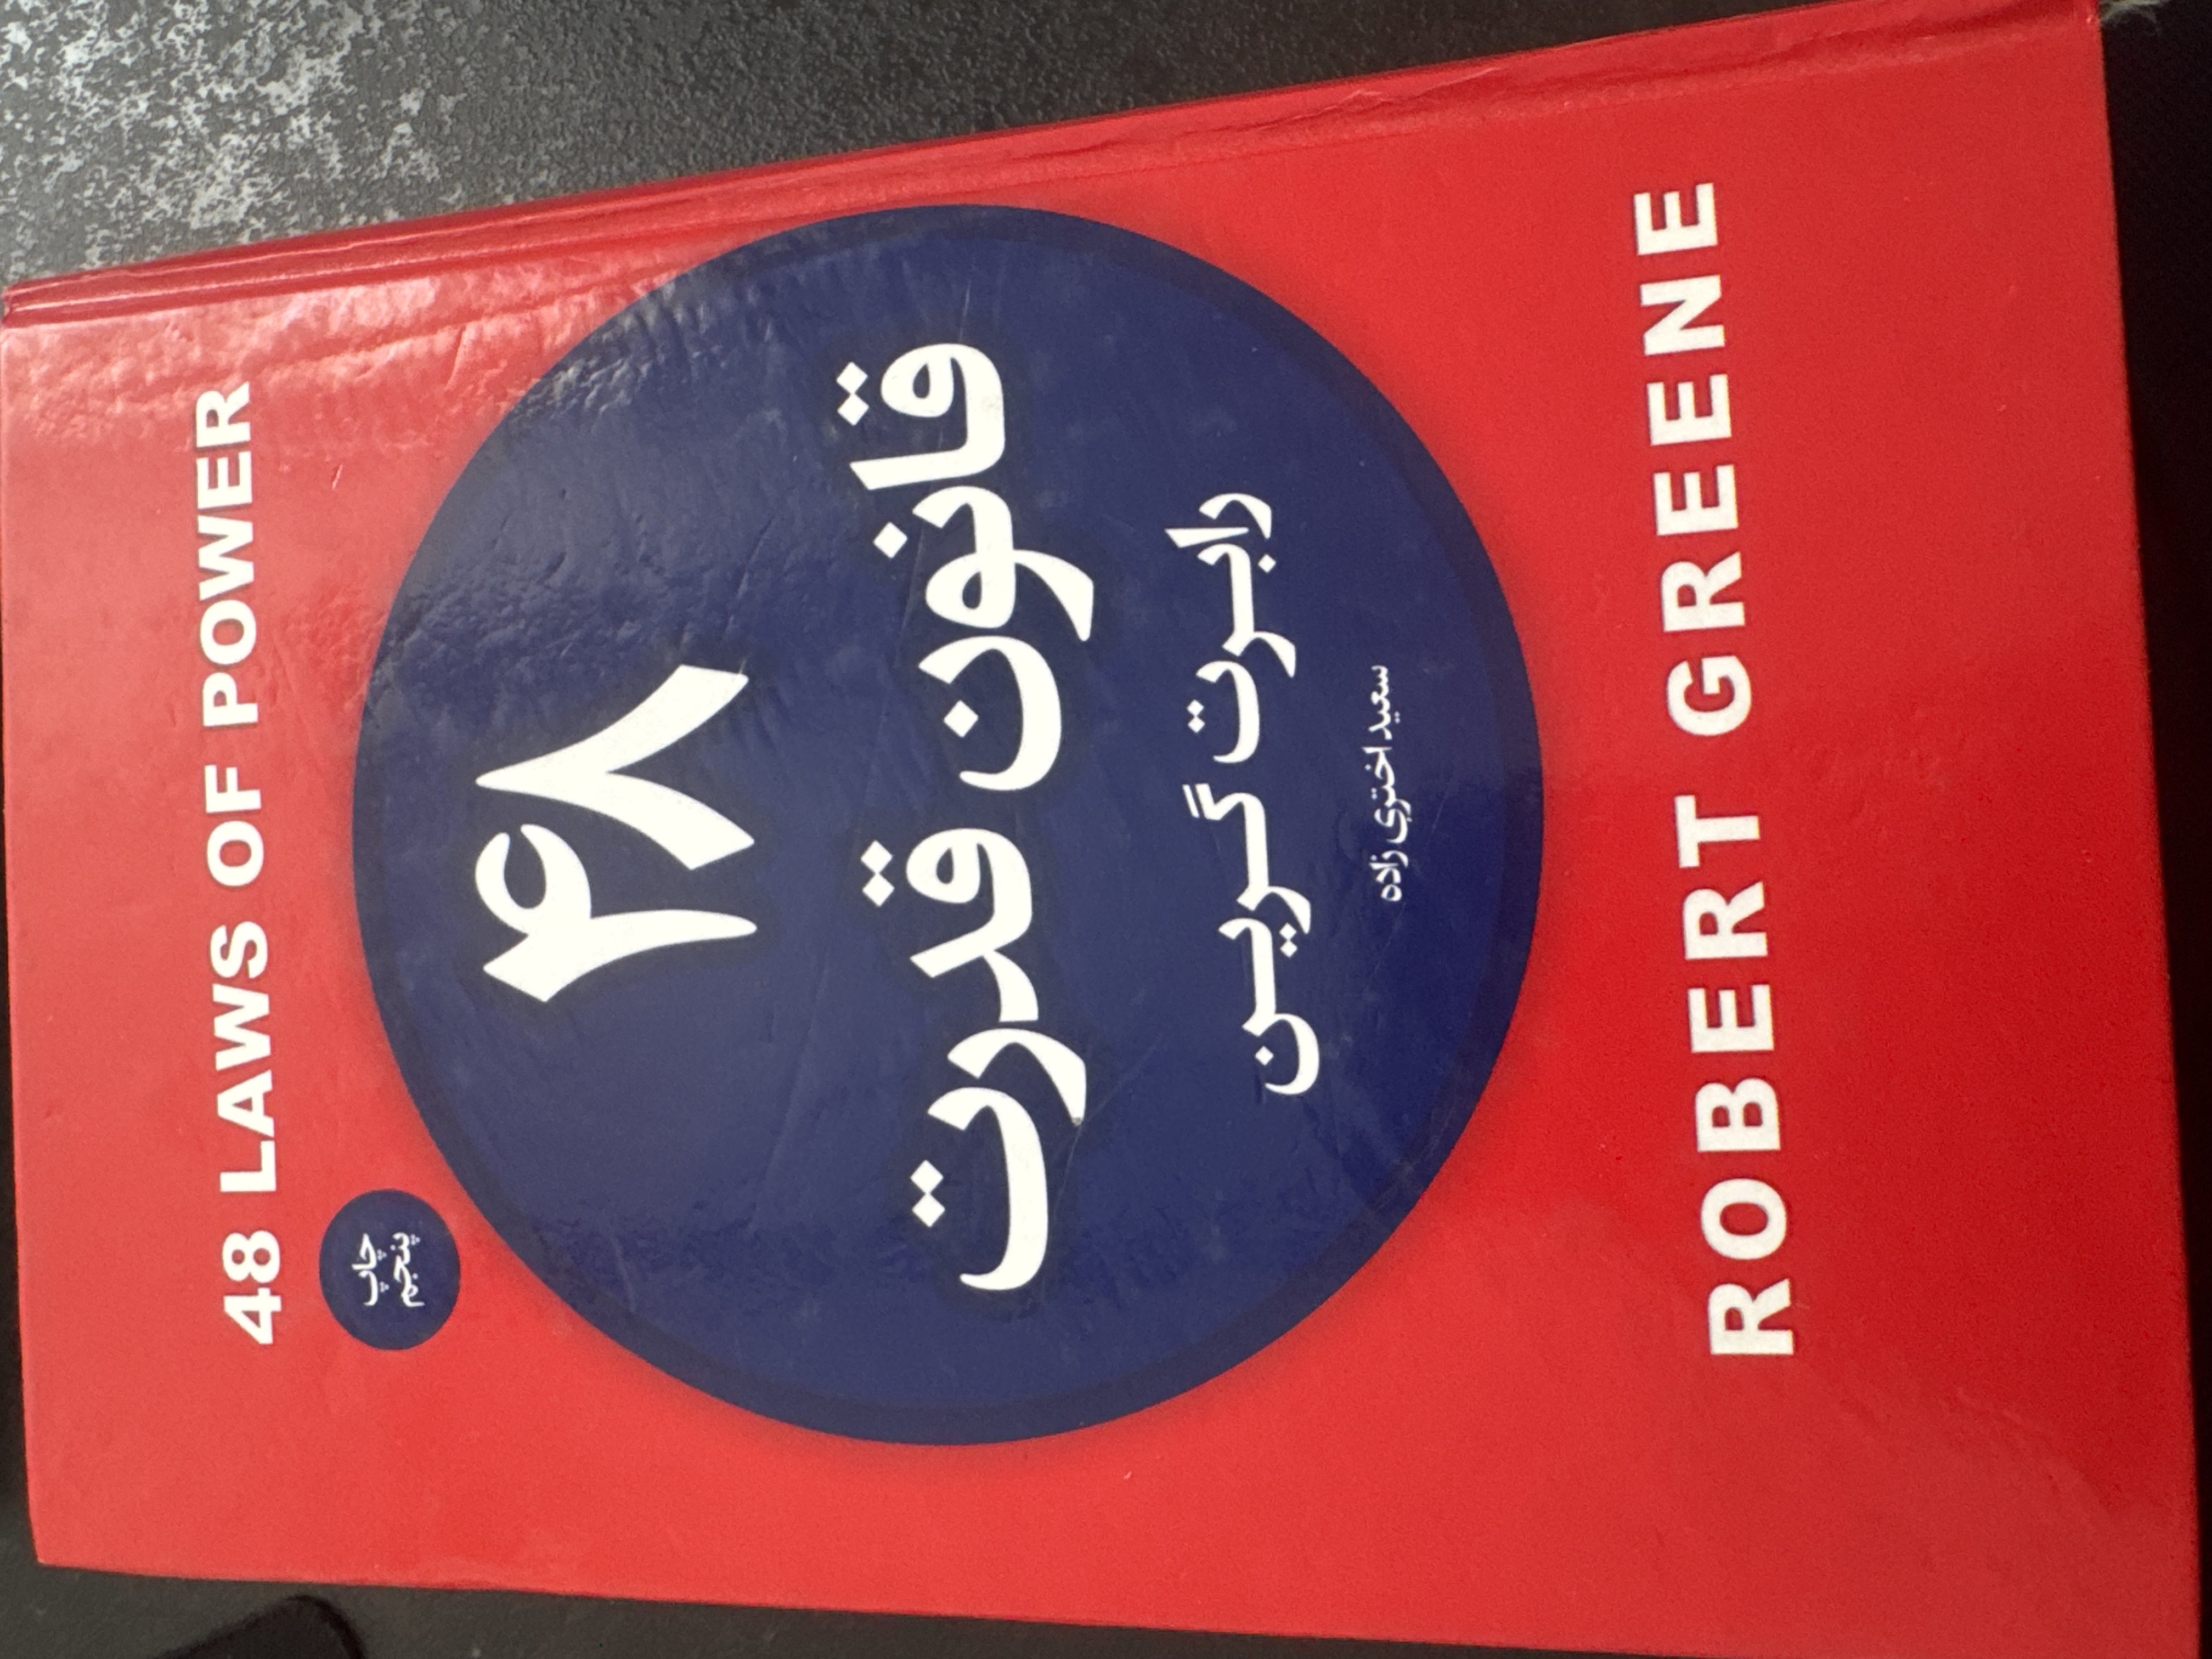 48 LAWS OF POWER
چاپ
پنجم
۴۸
قانون قدرت
رابرت گرین
سعید اختری زاده
ROBERT GREENE